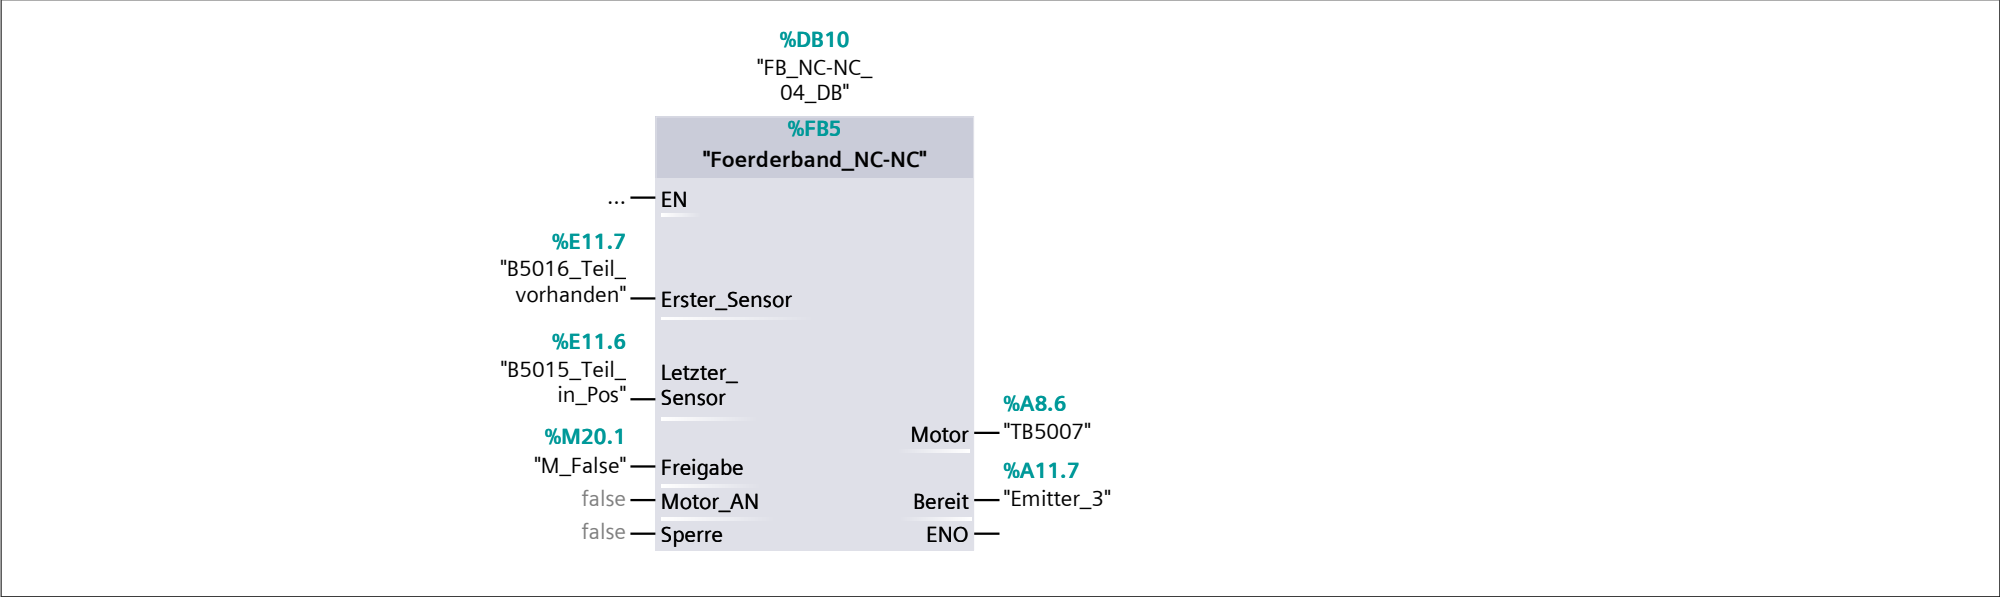 %DB10
"FB_NC-NC_
04_DB"
%FB5
"Foerderband_NC-NC"
... EN
%E11.7
"B5016_Teil_
vorhanden" Erster_Sensor
%E11.6
"B5015_Teil_
in_Pos"
Letzter_
Sensor
%M20.1
"M_False" Freigabe
false Motor_AN
false Sperre
%A8.6
Motor "TB5007"
%A11.7
Bereit "Emitter_3"
ENO